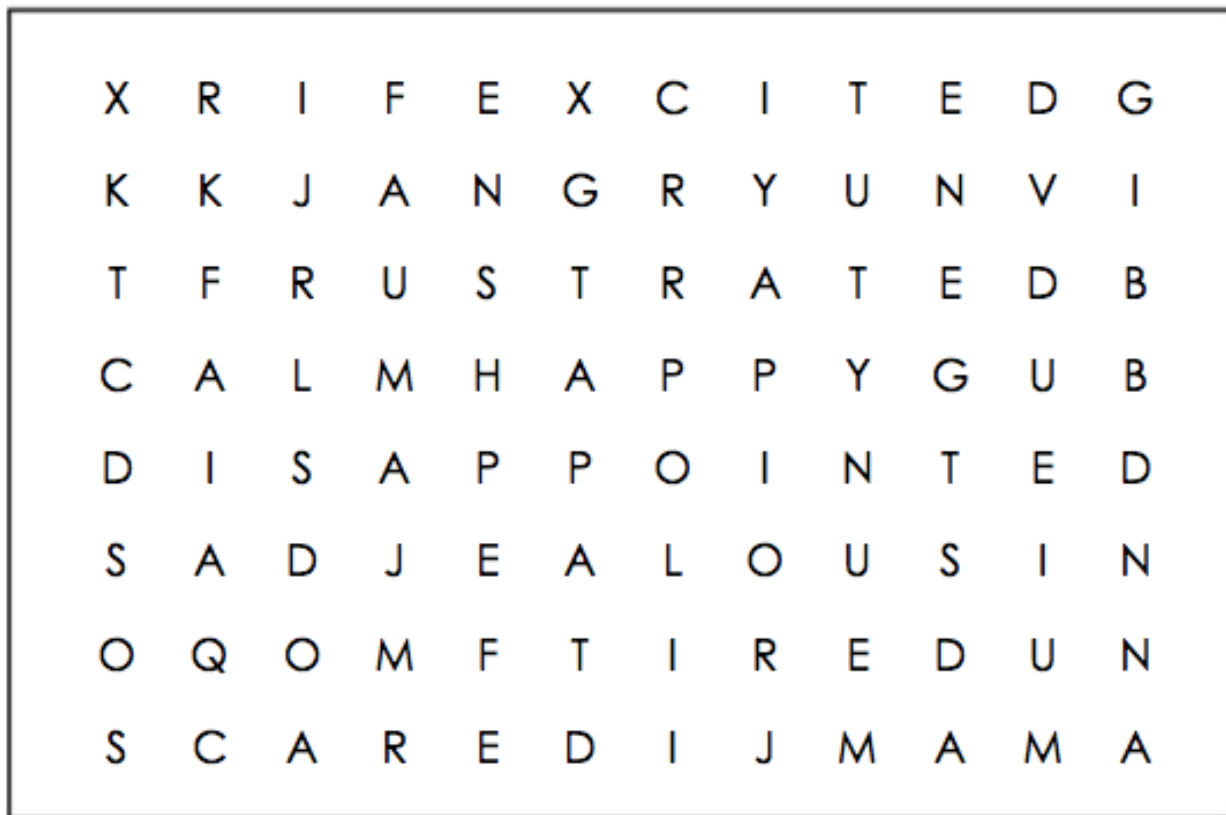 X R I F E X C I T E D G
K K J A N G R Y U N V I
T F R U S T R A T E D B
C A L M H A P P Y G U B
D I S A P P O I N T E D
S A D J E A L O U S I N
O Q O M F T I R E D U N
S C A R E D I J M A M A